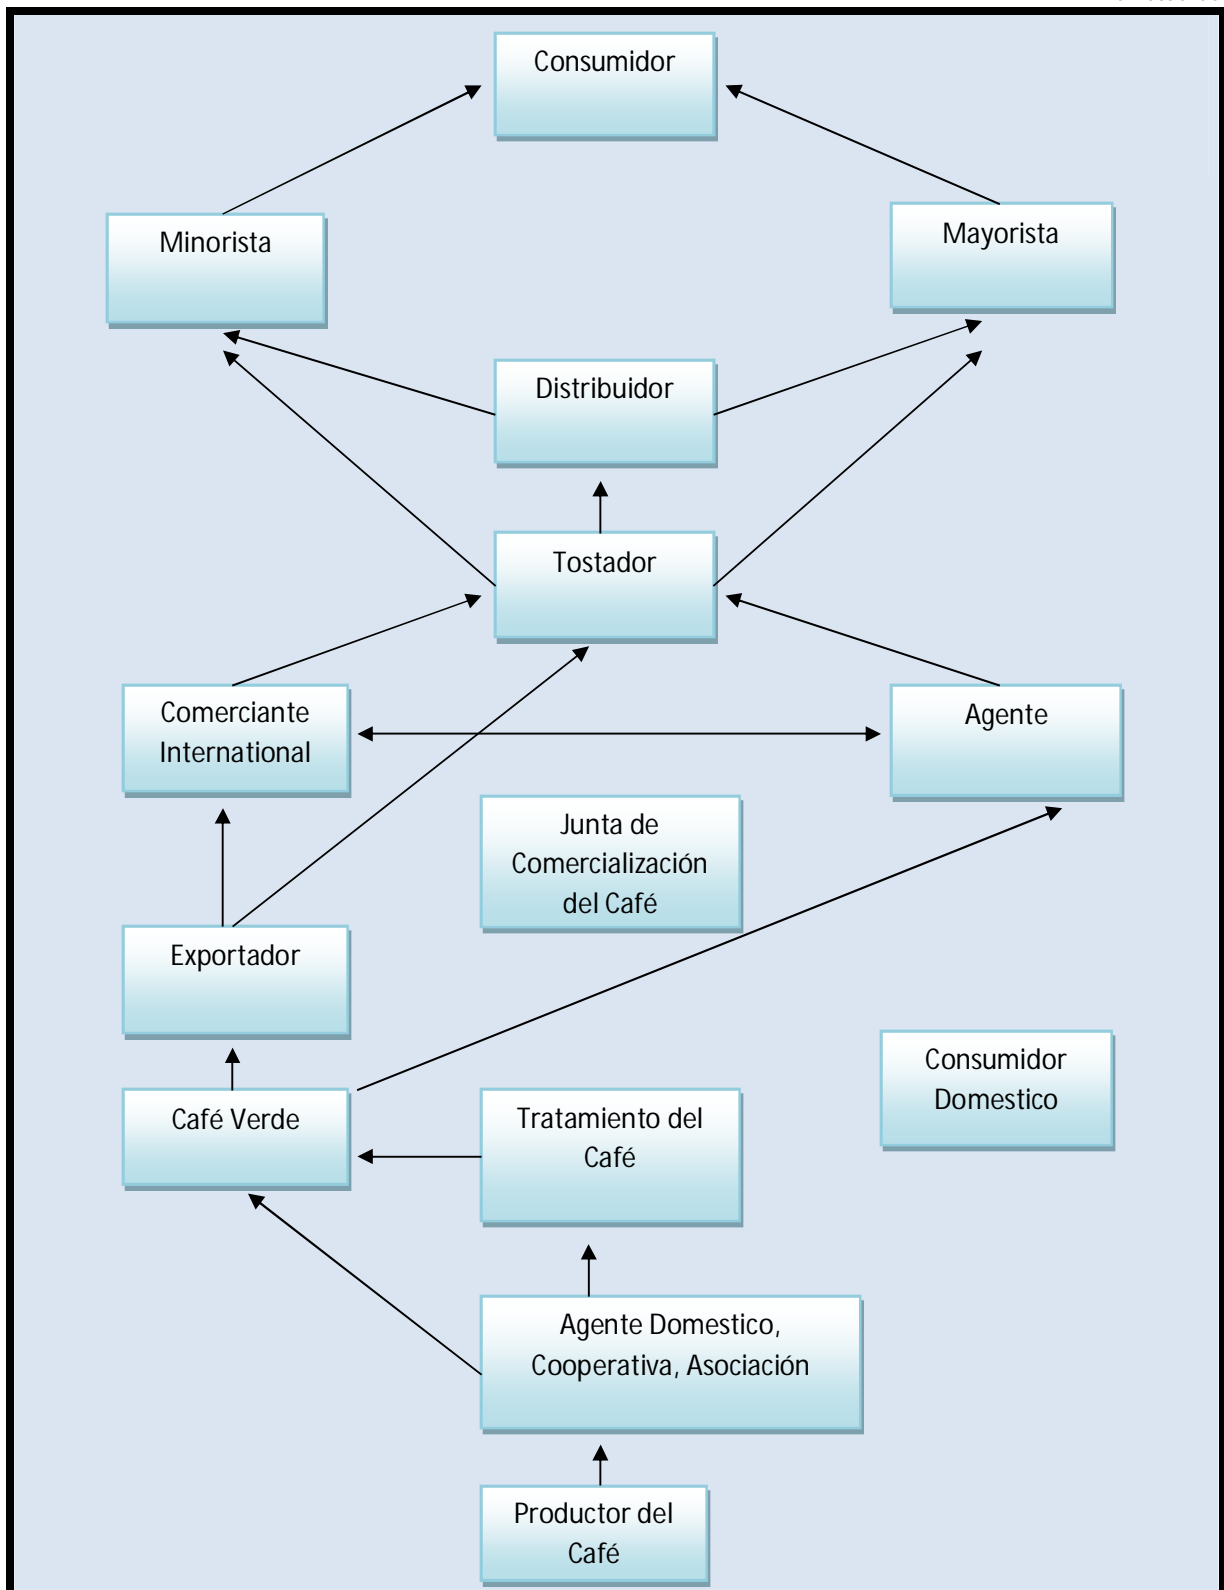 Consumidor
Minorista
Mayorista
Distribuidor
Tostador
Comerciante
International
Agente
Junta de
Comercialización
del Café
Exportador
Consumidor
Domestico
Café Verde
Tratamiento del
Café
Agente Domestico,
Cooperativa, Asociación
Productor del
Café